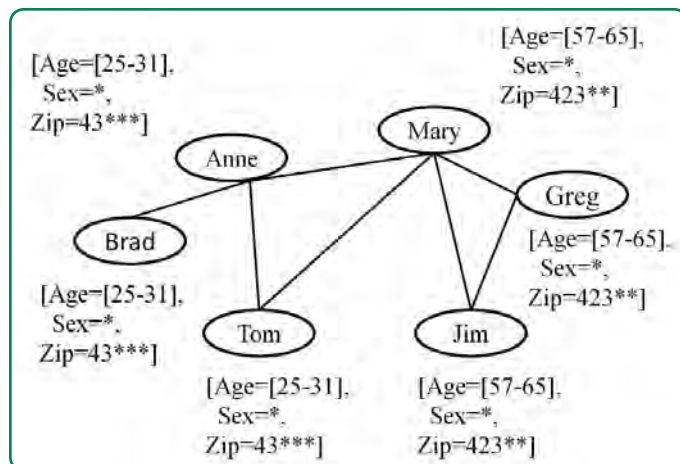 [Age=[25-31],
Sex=*,
Zip=43***]
[Age=[57-65],
Sex=*,
Zip=423**]
Mary
Anne
Greg
Brad
[Age=[57-65],
Sex=*,
Zip=423**]
[Age=[25-31],
Sex=*,
Zip=43***]
Tom
Jim
[Age=[25-31],
Sex=*,
Zip=43***]
[Age=[57-65],
Sex=*,
Zip=423**]